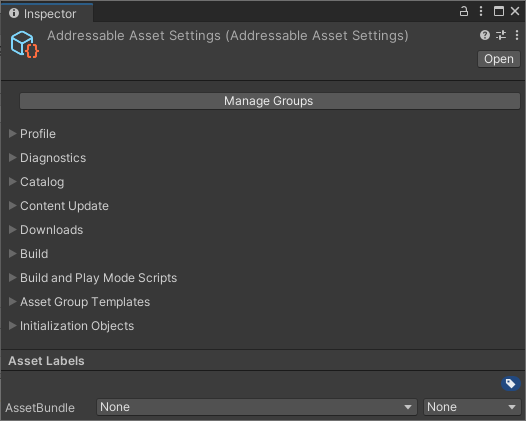 Inspector
Addressable Asset Settings (Addressable Asset Settings)
Open
Manage Groups
Profile
Diagnostics
Catalog
Content Update
Downloads
Build
Build and Play Mode Scripts
Asset Group Templates
Initialization Objects
Asset Labels
AssetBundle None None